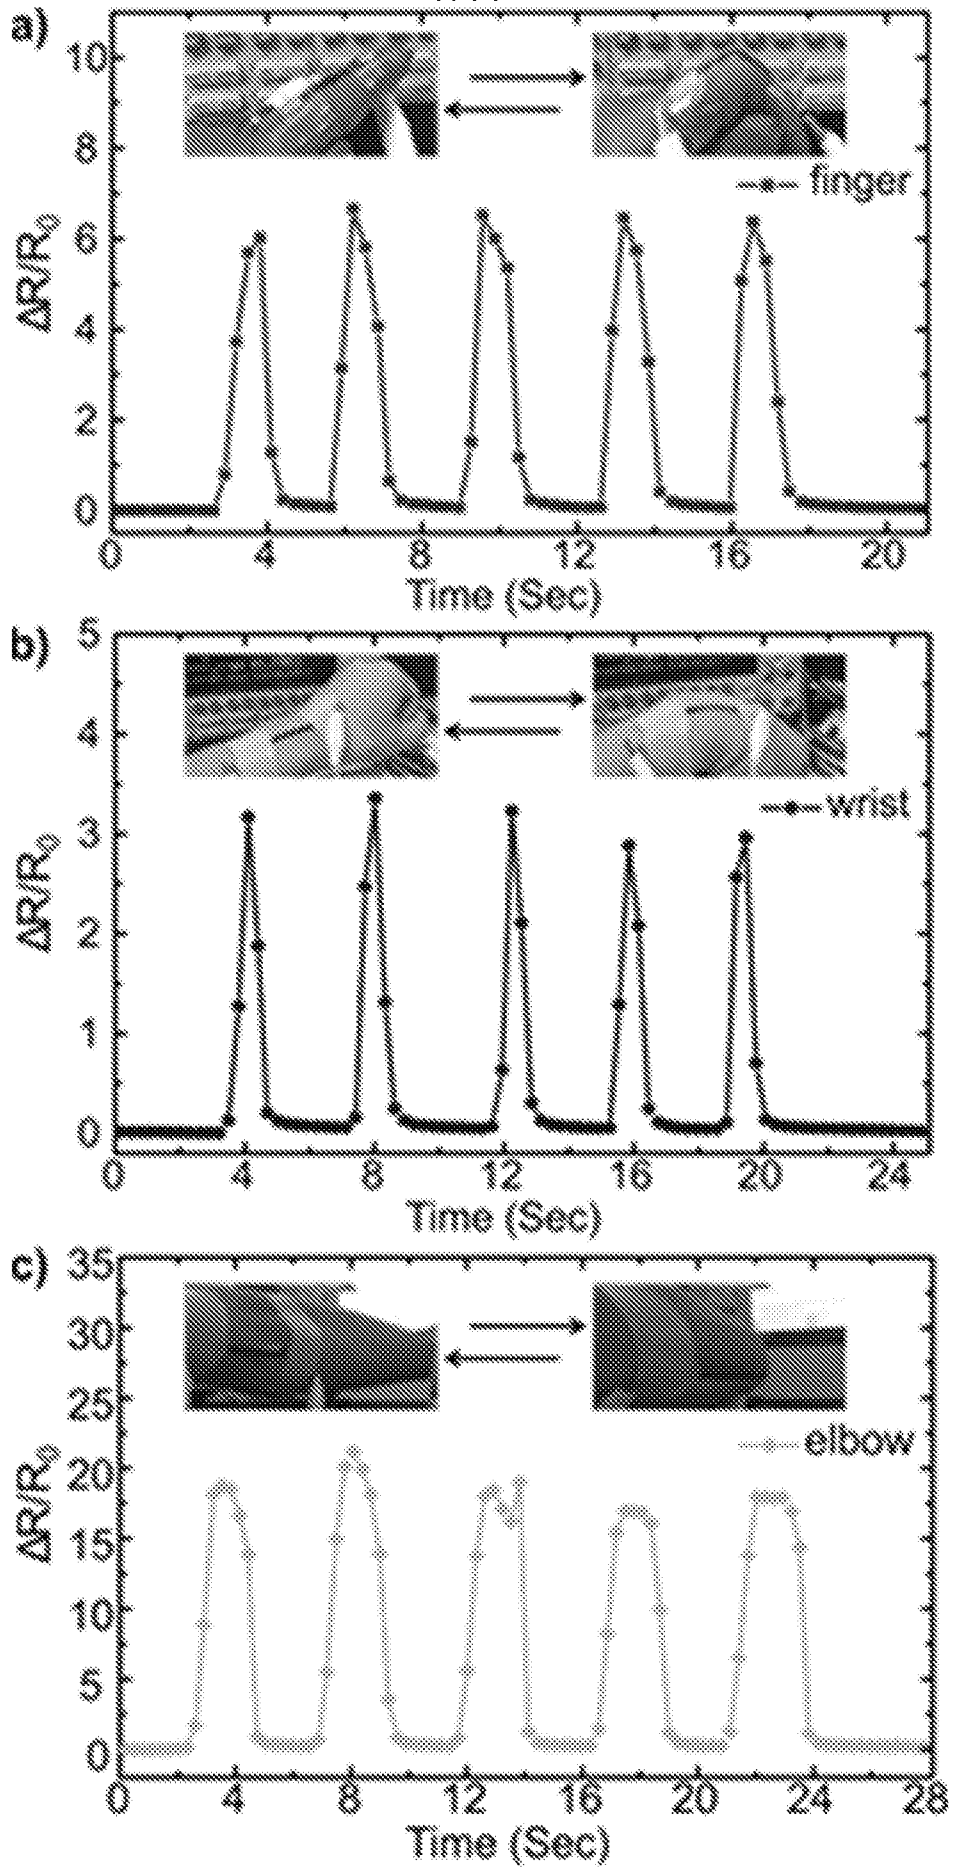 a)
10
8
6
4
2
0
ΔR/R0
finger
0 4 8 12 16 20
Time (Sec)
b)
5
4
3
2
1
0
ΔR/R0
wrist
0 4 8 12 16 20 24
Time (Sec)
c)
35
30
25
20
15
10
5
0
ΔR/R0
elbow
0 4 8 12 16 20 24 28
Time (Sec)